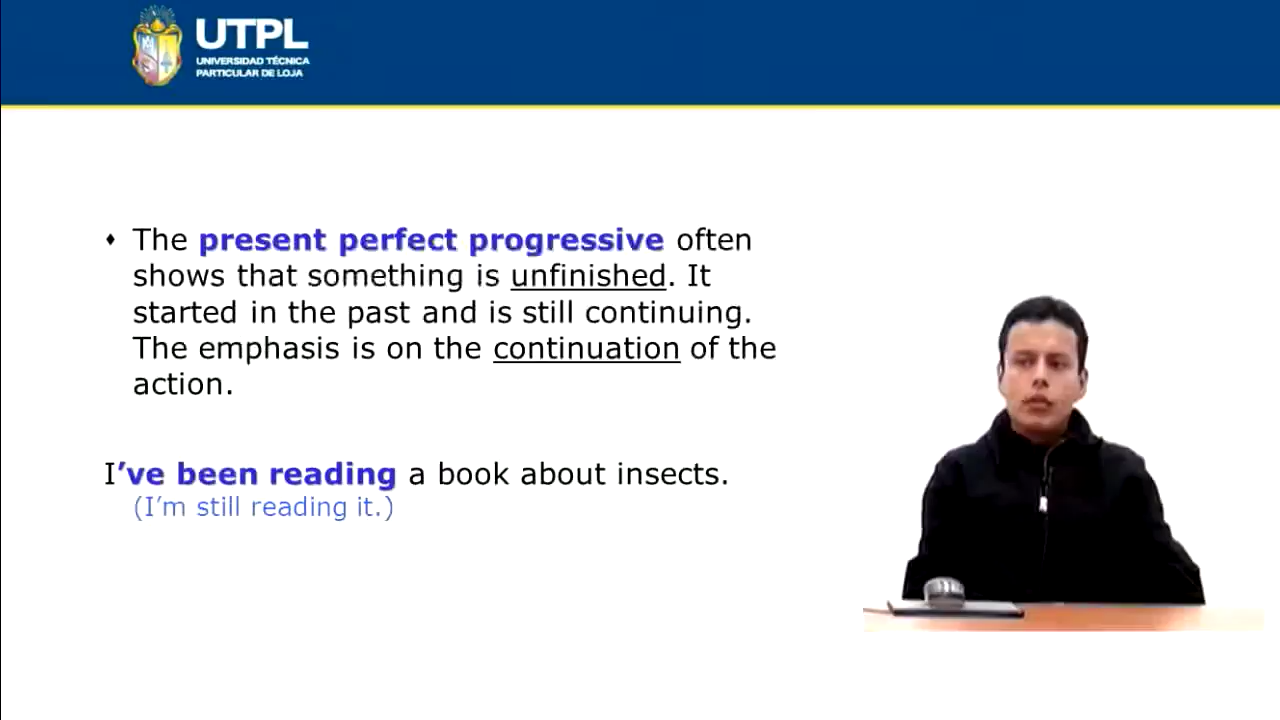 UTPL
UNIVERSIDAD TÉCNICA
PARTICULAR DE LOJA
The present perfect progressive often
shows that something is unfinished. It
started in the past and is still continuing.
The emphasis is on the continuation of the
action.
I've been reading a book about insects.
(I'm still reading it.)